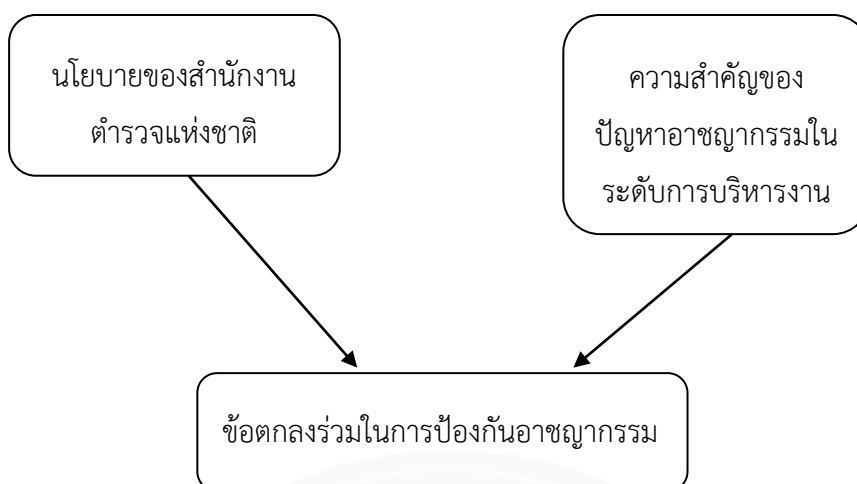 นโยบายของสำนักงาน
ตำรวจแห่งชาติ
ความสำคัญของ
ปัญหาอาชญากรรมใน
ระดับการบริหารงาน
ข้อตกลงร่วมในการป้องกันอาชญากรรม